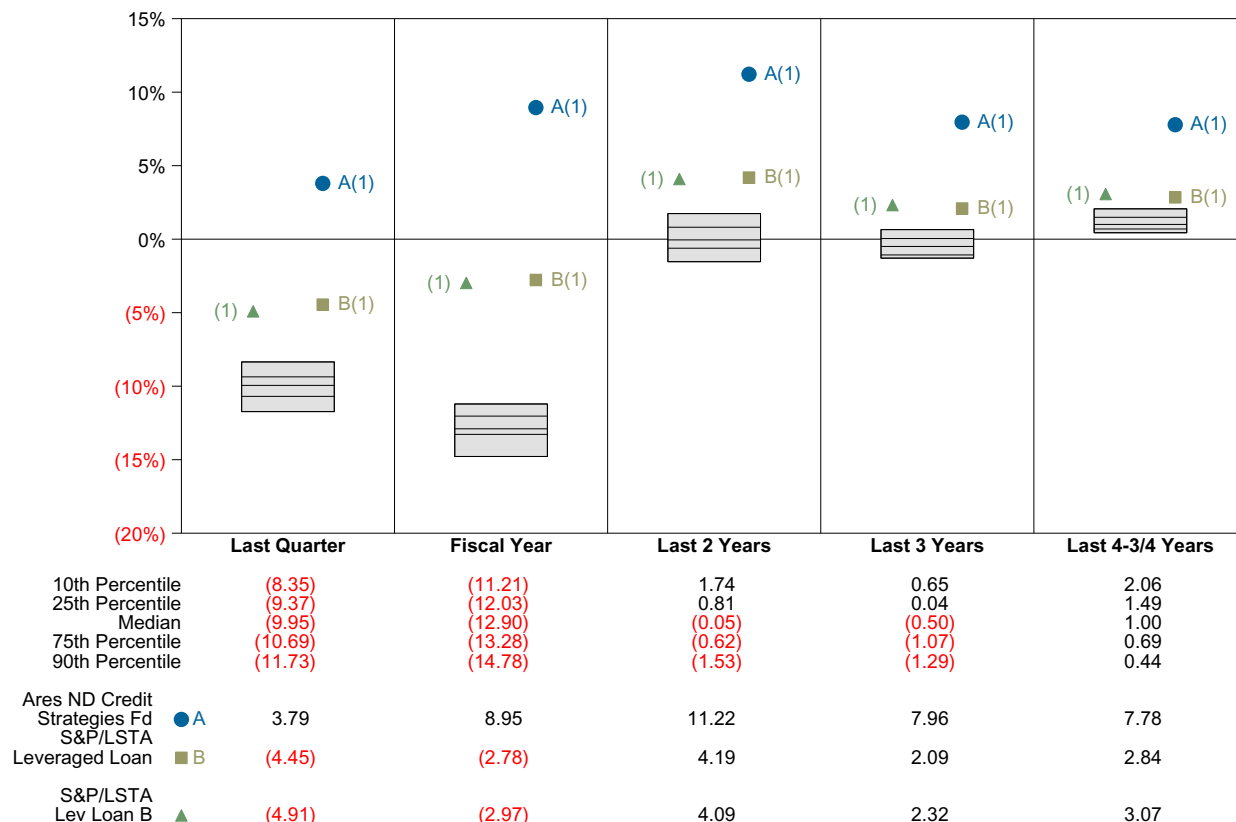 15%
10%
5%
0%
(5%)
(10%)
(15%)
(20%)
A(1)
(1)
B(1)
A(1)
(1)
B(1)
A(1)
(1)
B(1)
A(1)
(1)
B(1)
A(1)
(1)
B(1)
Last Quarter Fiscal Year Last 2 Years Last 3 Years Last 4-3/4 Years
10th Percentile (8.35) (11.21) 1.74 0.65 2.06
25th Percentile (9.37) (12.03) 0.81 0.04 1.49
Median (9.95) (12.90) (0.05) (0.50) 1.00
75th Percentile (10.69) (13.28) (0.62) (1.07) 0.69
90th Percentile (11.73) (14.78) (1.53) (1.29) 0.44
Ares ND Credit
Strategies Fd A 3.79 8.95 11.22 7.96 7.78
S&P/LSTA
Leveraged Loan B (4.45) (2.78) 4.19 2.09 2.84
S&P/LSTA
Lev Loan B (4.91) (2.97) 4.09 2.32 3.07